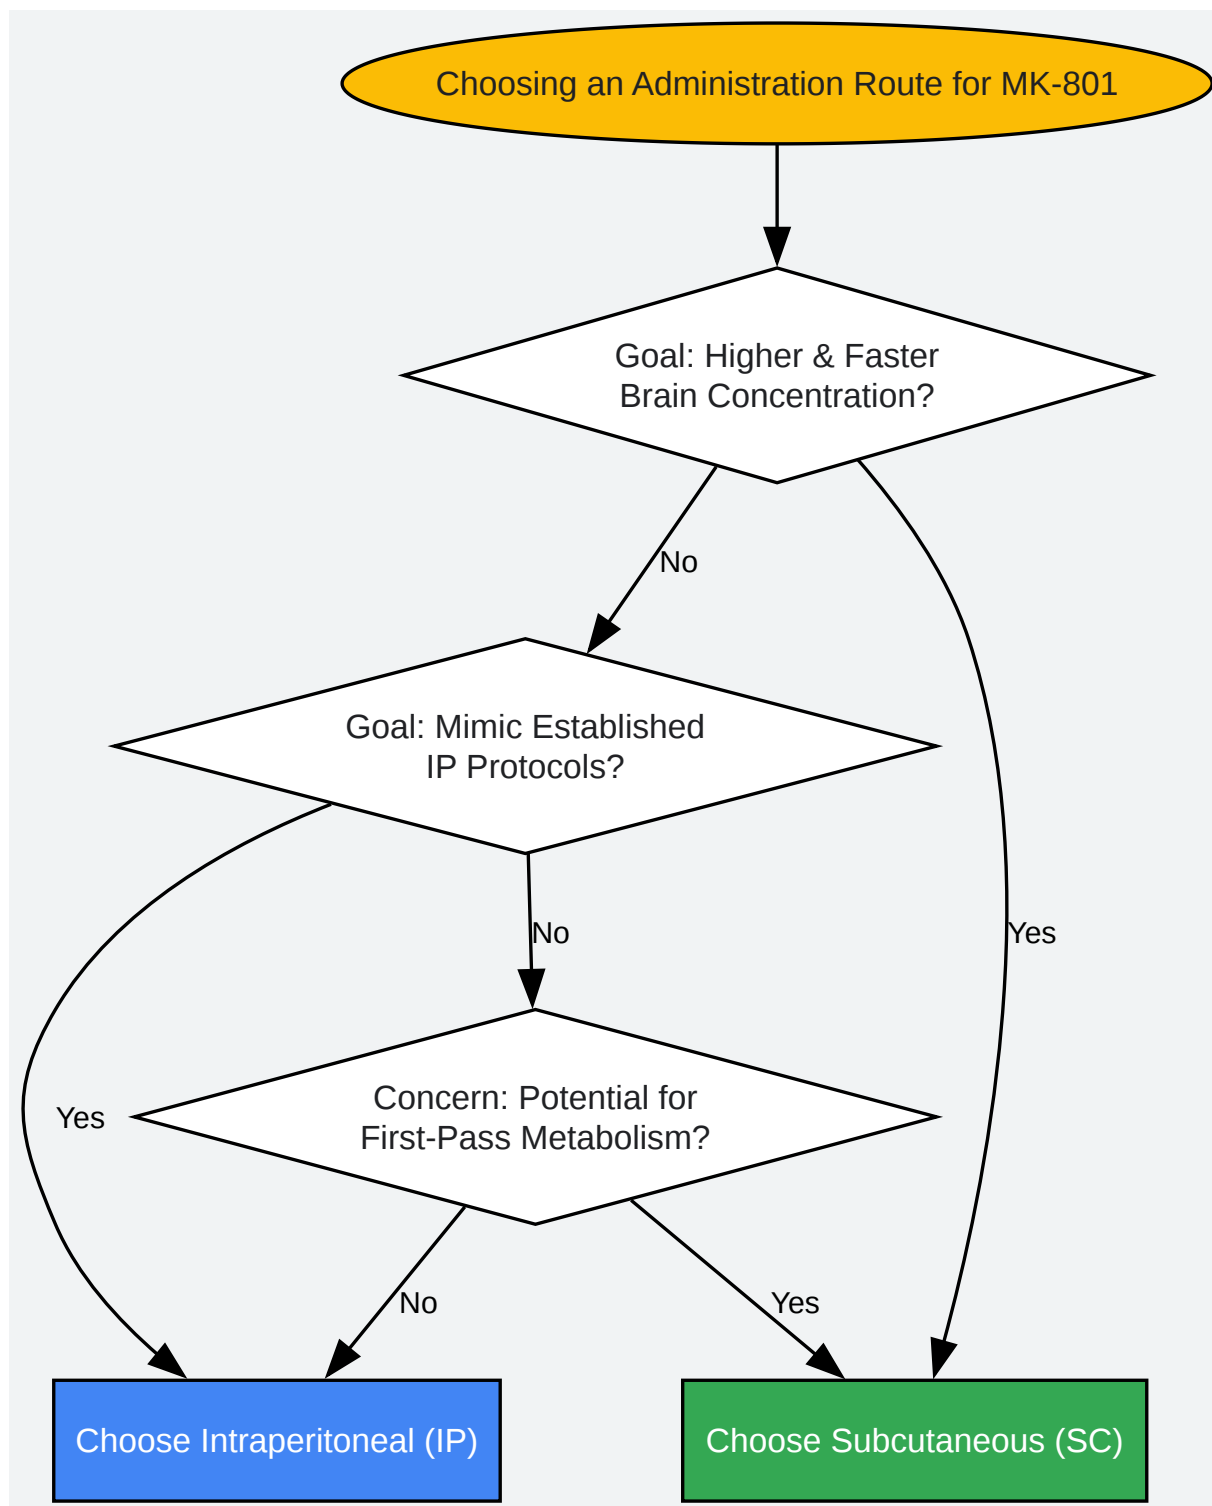 Choosing an Administration Route for MK-801
Goal: Higher & Faster
Brain Concentration?
No
Goal: Mimic Established
IP Protocols?
No
Yes
Concern: Potential for
First-Pass Metabolism?
Yes
No
Yes
Choose Intraperitoneal (IP)
Choose Subcutaneous (SC)